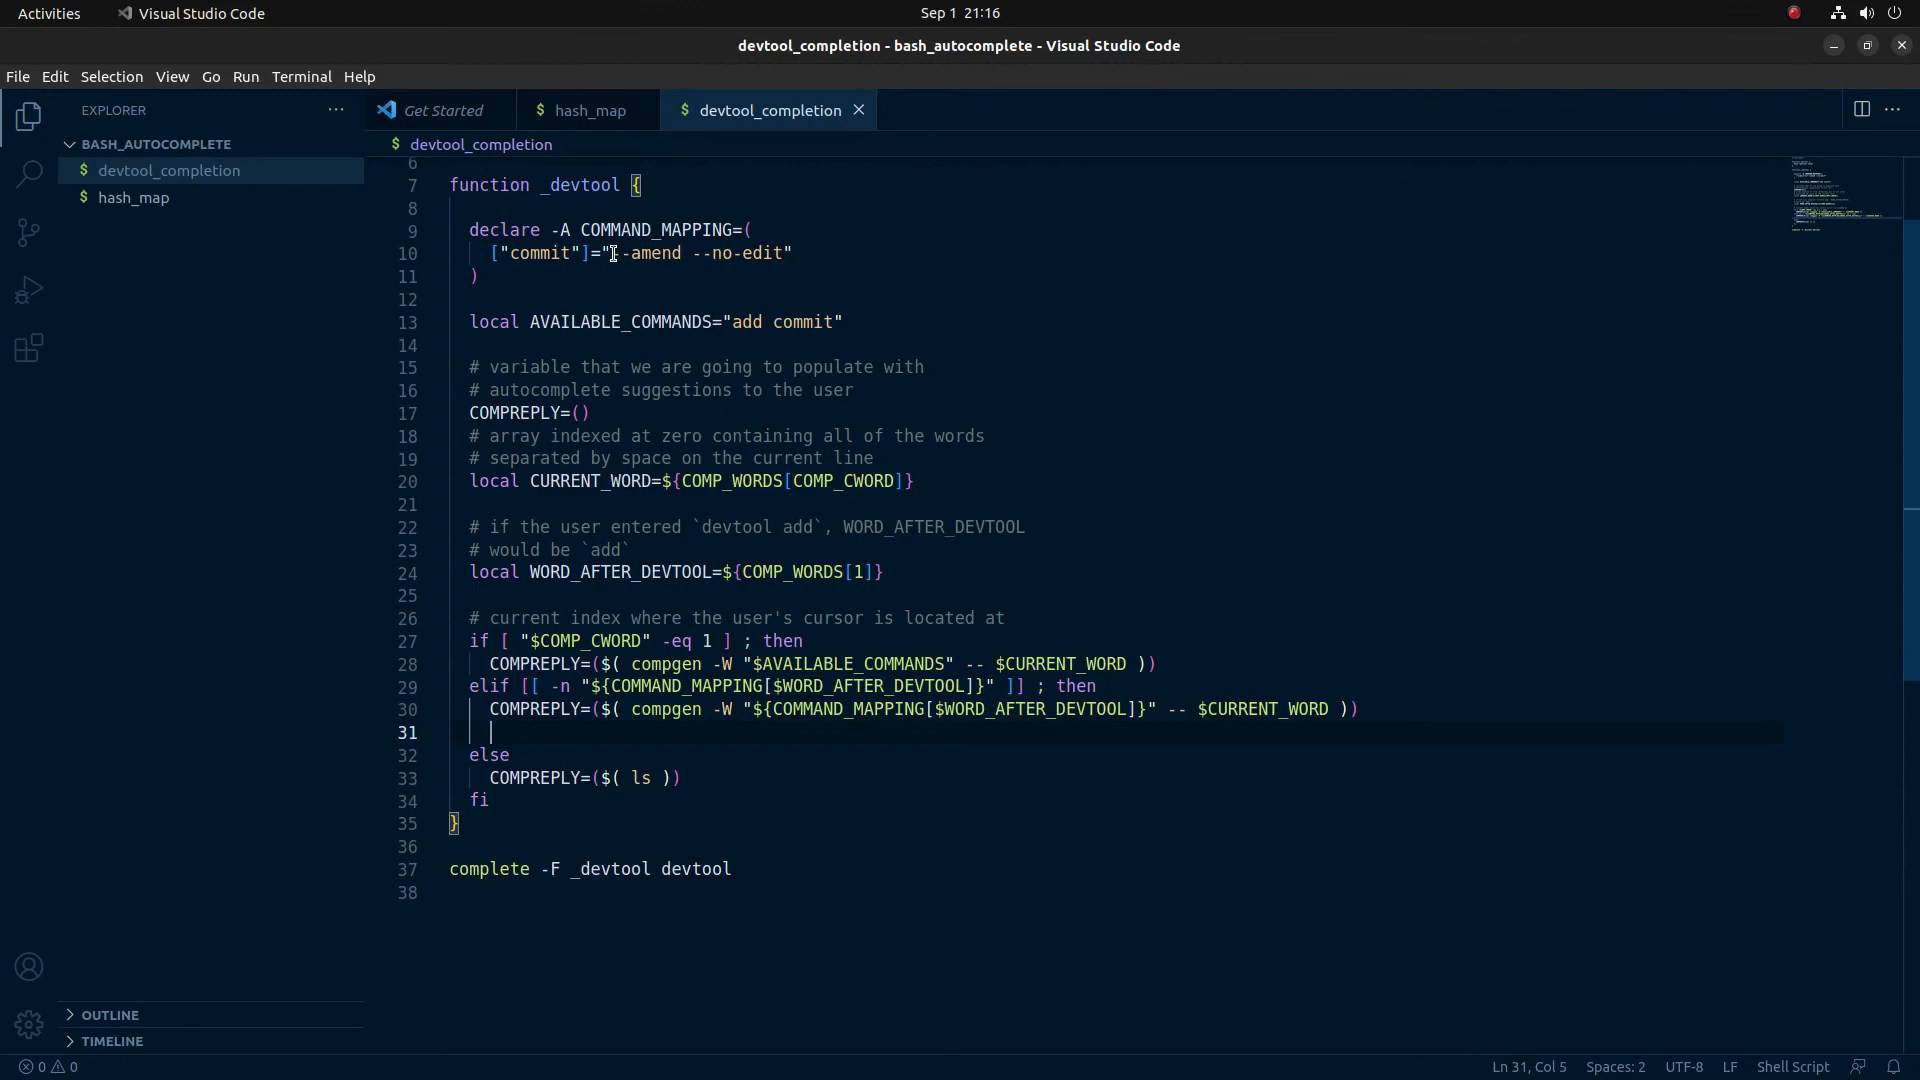 Activities Visual Studio Code Sep 1 21:16
devtool_completion - bash_autocomplete - Visual Studio Code
File Edit Selection View Go Run Terminal Help
EXPLORER
BASH_AUTOCOMPLETE
devtool_completion
hash_map
OUTLINE
TIMELINE
Get Started hash_map devtool_completion
devtool_completion
6
7 function _devtool {
8
9 declare -A COMMAND_MAPPING=(
10 ["commit"]="--amend --no-edit"
11 )
12
13 local AVAILABLE_COMMANDS="add commit"
14
15 # variable that we are going to populate with
16 # autocomplete suggestions to the user
17 COMPREPLY=()
18 # array indexed at zero containing all of the words
19 # separated by space on the current line
20 local CURRENT_WORD=${COMP_WORDS[COMP_CWORD]}
21
22 # if the user entered `devtool add`, WORD_AFTER_DEVTOOL
23 # would be `add`
24 local WORD_AFTER_DEVTOOL=${COMP_WORDS[1]}
25
26 # current index where the user's cursor is located at
27 if [ "$COMP_CWORD" -eq 1 ] ; then
28 COMPREPLY=($( compgen -W "$AVAILABLE_COMMANDS" -- $CURRENT_WORD ))
29 elif [[ -n "${COMMAND_MAPPING[$WORD_AFTER_DEVTOOL]}" ]] ; then
30 COMPREPLY=($( compgen -W "${COMMAND_MAPPING[$WORD_AFTER_DEVTOOL]}" -- $CURRENT_WORD ))
31
32 else
33 COMPREPLY=($( ls ))
34 fi
35 }
36
37 complete -F _devtool devtool
38
0 0 Ln 31, Col 5 Spaces: 2 UTF-8 LF Shell Script